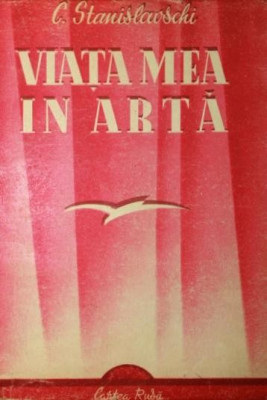 C. Stanislavschi
VIAȚA MEA
IN ARTĂ
Cartea Rusă